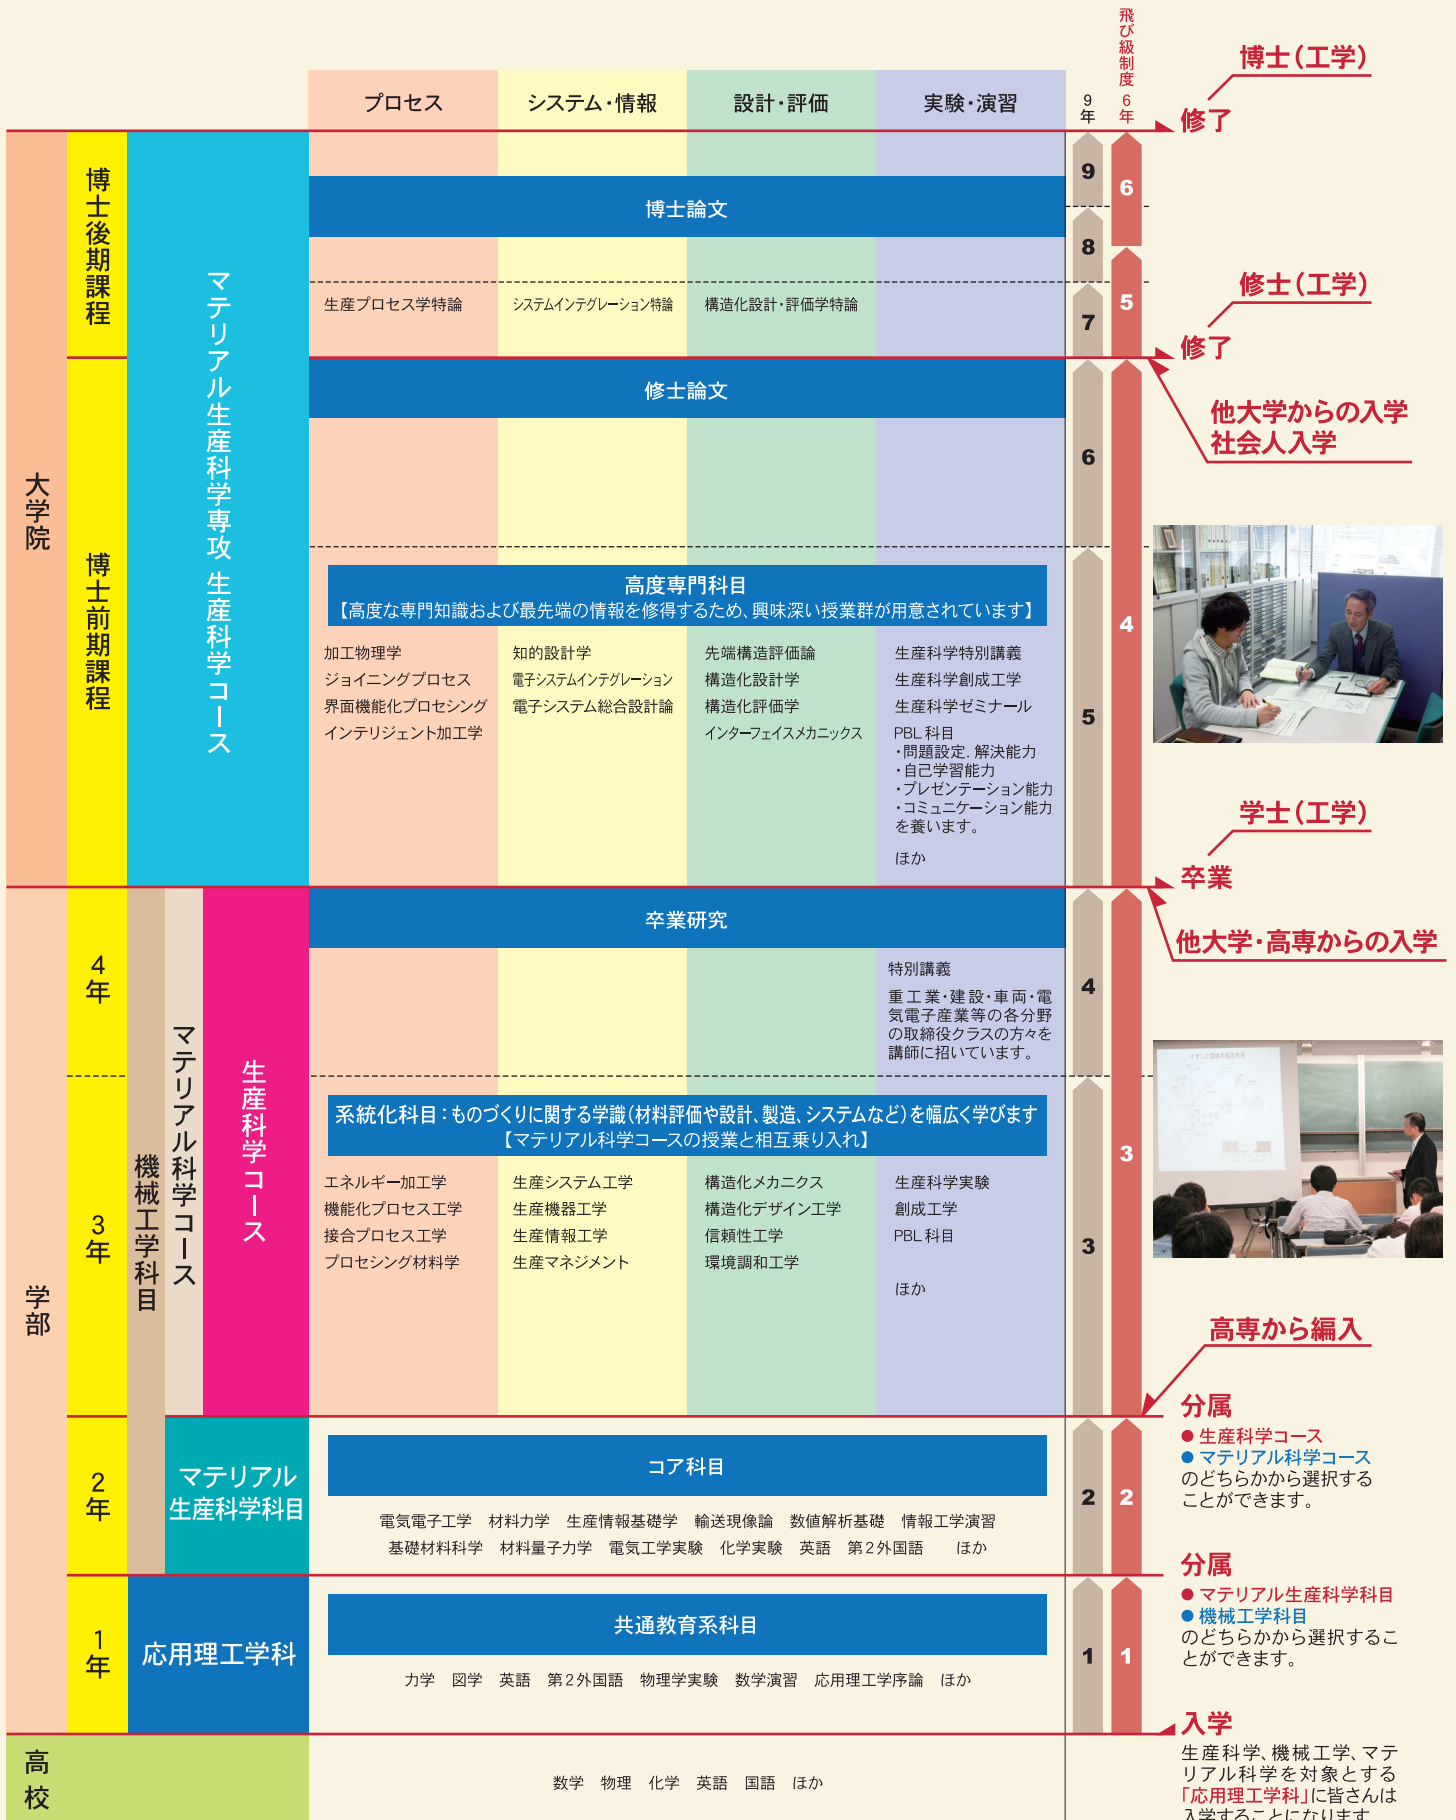 飛び級制度
プロセス
システム・情報
設計・評価
実験・演習
9年
6年
博士(工学)
修了
大学院
博士後期課程
マテリアル生産科学専攻 生産科学コース
博士論文
9
8
7
6
5
生産プロセス学特論
システムインテグレーション特論
構造化設計・評価学特論
修士(工学)
修了
他大学からの入学
社会人入学
博士前期課程
修士論文
6
5
4
高度専門科目
【高度な専門知識および最先端の情報を修得するため、興味深い授業群が用意されています】
加工物理学
ジョイニングプロセス
界面機能化プロセシング
インテリジェント加工学
知的設計学
電子システムインテグレーション
電子システム総合設計論
先端構造評価論
構造化設計学
構造化評価学
インターフェイスメカニックス
生産科学特別講義
生産科学創成工学
生産科学ゼミナール
PBL科目
・問題設定.解決能力
・自己学習能力
・プレゼンテーション能力
・コミュニケーション能力
を養います。
ほか
学士(工学)
卒業
他大学・高専からの入学
学部
4年
3年
機械工学科目
マテリアル科学コース
生産科学コース
卒業研究
特別講義
重工業・建設・車両・電
気電子産業等の各分野
の取締役クラスの方々を
講師に招いています。
4
3
3
系統化科目:ものづくりに関する学識(材料評価や設計、製造、システムなど)を幅広く学びます
【マテリアル科学コースの授業と相互乗り入れ】
エネルギー加工学
機能化プロセス工学
接合プロセス工学
プロセシング材料学
生産システム工学
生産機器工学
生産情報工学
生産マネジメント
構造化メカニクス
構造化デザイン工学
信頼性工学
環境調和工学
生産科学実験
創成工学
PBL科目
ほか
イオンと固体の相互作用
高専から編入
分属
● 生産科学コース
● マテリアル科学コース
のどちらかから選択する
ことができます。
2年
マテリアル
生産科学科目
コア科目
電気電子工学 材料力学 生産情報基礎学 輸送現像論 数値解析基礎 情報工学演習
基礎材料科学 材料量子力学 電気工学実験 化学実験 英語 第2外国語 ほか
2
2
分属
● マテリアル生産科学科目
● 機械工学科目
のどちらかから選択するこ
とができます。
1年
応用理工学科
共通教育系科目
力学 図学 英語 第2外国語 物理学実験 数学演習 応用理工学序論 ほか
1
1
入学
生産科学、機械工学、マテ
リアル科学を対象とする
「応用理工学科」に皆さんは
入学することになります
高校
数学 物理 化学 英語 国語 ほか